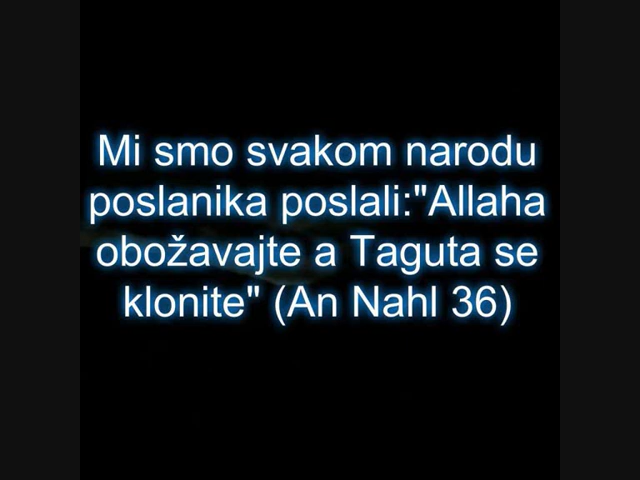 Mi smo svakom narodu
poslanika poslali:"Allaha
obožavajte a Taguta se
klonite" (An Nahl 36)